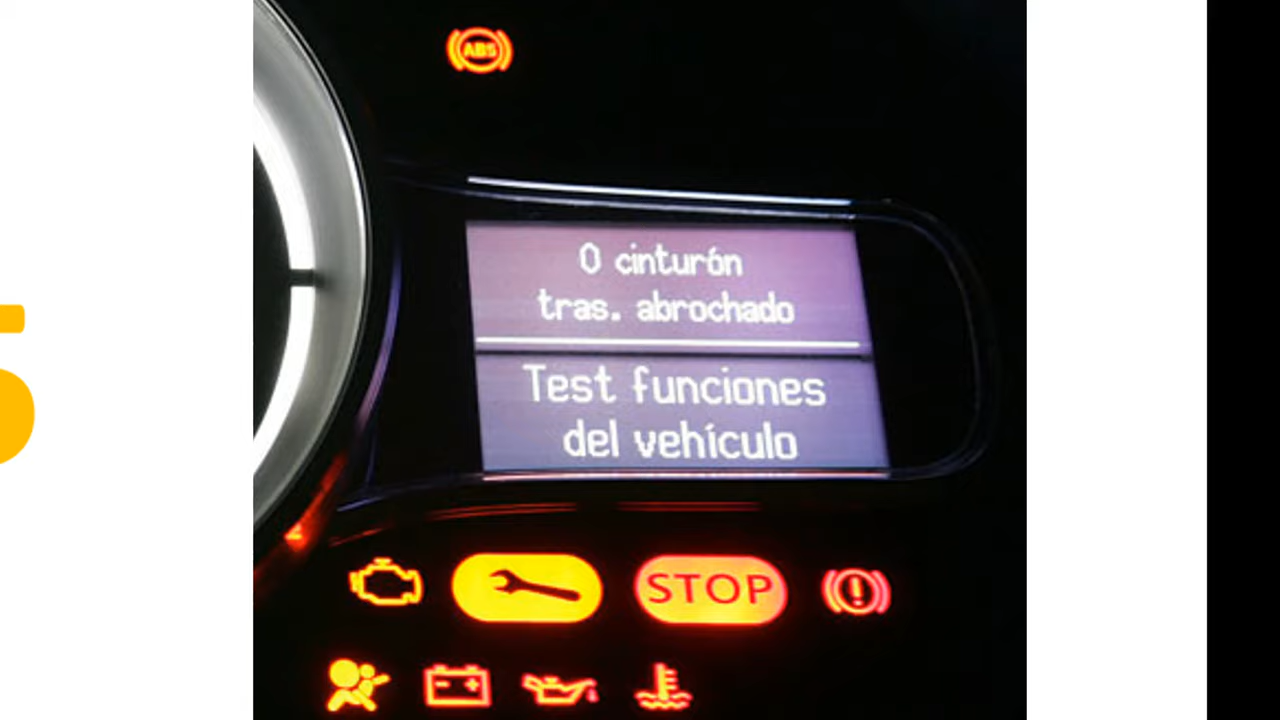 ABS
0 cinturón
tras. abrochado
Test funciones
del vehículo
STOP